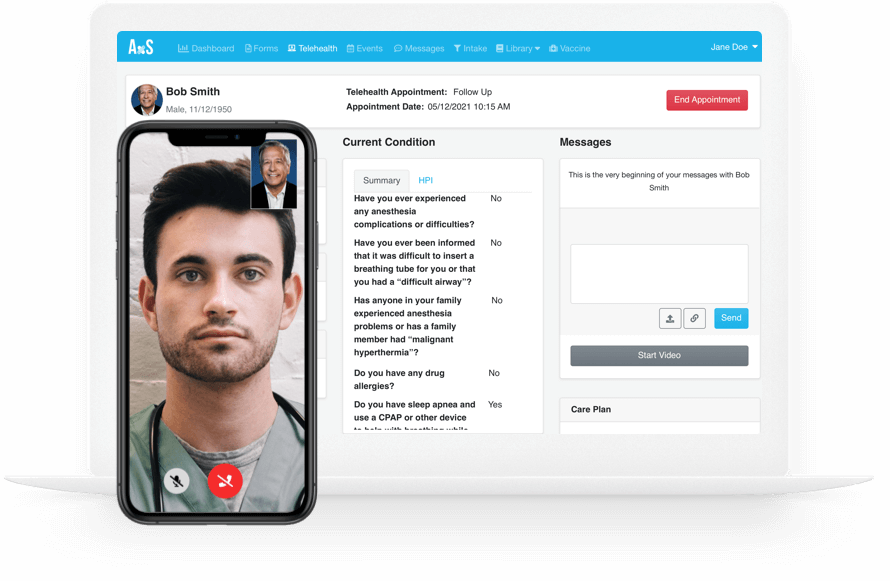 ANS
Dashboard Forms Telehealth Events Messages Intake Library Vaccine
Jane Doe
Bob Smith
Male, 11/12/1950
Telehealth Appointment: Follow Up
Appointment Date: 05/12/2021 10:15 AM
End Appointment
Current Condition
Summary HPI
Have you ever experienced No
any anesthesia
complications or difficulties?
Have you ever been informed No
that it was difficult to insert a
breathing tube for you or that
you had a “difficult airway”?
Has anyone in your family No
experienced anesthesia
problems or has a family
member had “malignant
hyperthermia”?
Do you have any drug No
allergies?
Do you have sleep apnea and Yes
use a CPAP or other device
to help with breathing while
Messages
This is the very beginning of your messages with Bob
Smith
Send
Start Video
Care Plan